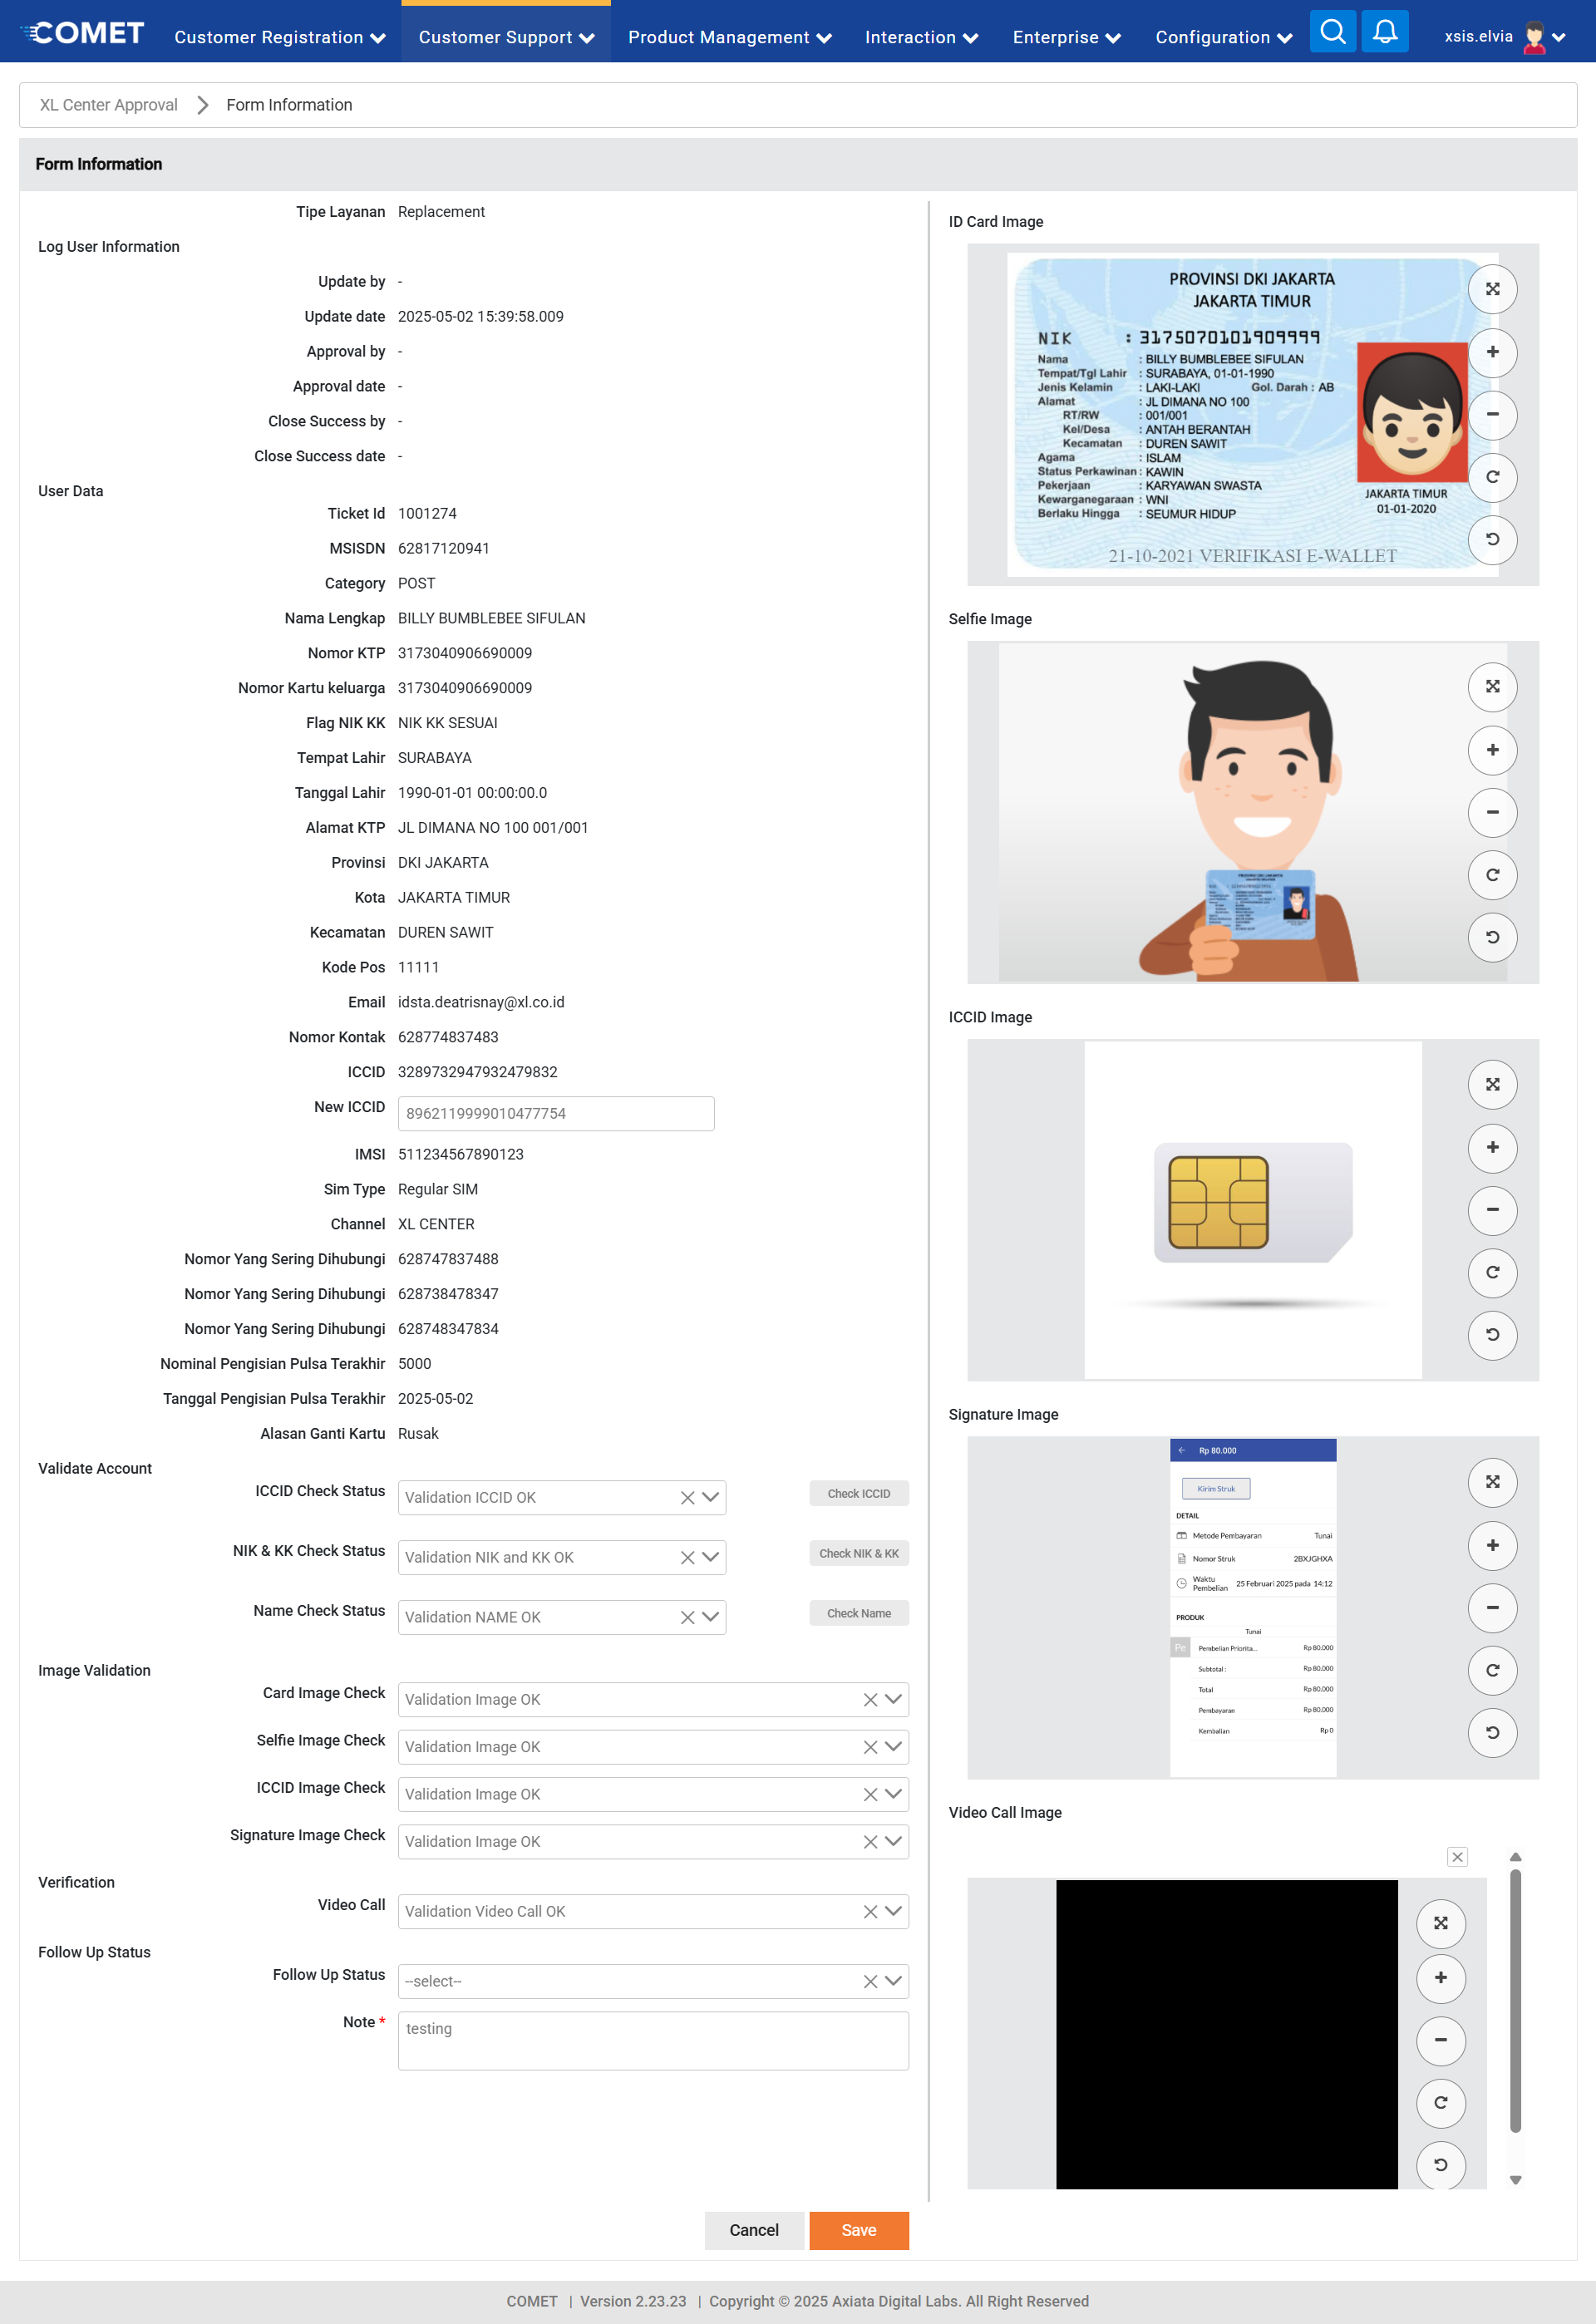 COMET
Customer Registration
Customer Support
Product Management
Interaction
Enterprise
Configuration
xsis.elvia
XL Center Approval
Form Information
Form Information
Tipe Layanan Replacement
Log User Information
Update by -
Update date 2025-05-02 15:39:58.009
Approval by -
Approval date -
Close Success by -
Close Success date -
User Data
Ticket Id 1001274
MSISDN 62817120941
Category POST
Nama Lengkap BILLY BUMBLEBEE SIFULAN
Nomor KTP 3173040906690009
Nomor Kartu keluarga 3173040906690009
Flag NIK KK NIK KK SESUAI
Tempat Lahir SURABAYA
Tanggal Lahir 1990-01-01 00:00:00.0
Alamat KTP JL DIMANA NO 100 001/001
Provinsi DKI JAKARTA
Kota JAKARTA TIMUR
Kecamatan DUREN SAWIT
Kode Pos 11111
Email idsta.deatrisnay@xl.co.id
Nomor Kontak 628774837483
ICCID 3289732947932479832
New ICCID 8962119999010477754
IMSI 511234567890123
Sim Type Regular SIM
Channel XL CENTER
Nomor Yang Sering Dihubungi 628747837488
Nomor Yang Sering Dihubungi 628738478347
Nomor Yang Sering Dihubungi 628748347834
Nominal Pengisian Pulsa Terakhir 5000
Tanggal Pengisian Pulsa Terakhir 2025-05-02
Alasan Ganti Kartu Rusak
Validate Account
ICCID Check Status Validation ICCID OK Check ICCID
NIK & KK Check Status Validation NIK and KK OK Check NIK & KK
Name Check Status Validation NAME OK Check Name
Image Validation
Card Image Check Validation Image OK
Selfie Image Check Validation Image OK
ICCID Image Check Validation Image OK
Signature Image Check Validation Image OK
Verification
Video Call Validation Video Call OK
Follow Up Status
Follow Up Status --select--
Note * testing
Cancel Save
ID Card Image
PROVINSI DKI JAKARTA
JAKARTA TIMUR
NIK : 3175070101909999
Nama : BILLY BUMBLEBEE SIFULAN
Tempat/Tgl Lahir : SURABAYA, 01-01-1990
Jenis Kelamin : LAKI-LAKI Gol. Darah : AB
Alamat : JL DIMANA NO 100
RT/RW : 001/001
Kel/Desa : ANTAH BERANTAH
Kecamatan : DUREN SAWIT
Agama : ISLAM
Status Perkawinan : KAWIN
Pekerjaan : KARYAWAN SWASTA
Kewarganegaraan : WNI
Berlaku Hingga : SEUMUR HIDUP
JAKARTA TIMUR
01-01-2020
21-10-2021 VERIFIKASI E-WALLET
Selfie Image
ICCID Image
Signature Image
Rp 80.000
Kirim Struk
DETAIL
Metode Pembayaran Tunai
Nomor Struk 2BXJGHXA
Waktu Pembelian 25 Februari 2025 pada 14:12
PRODUK
Tunai
Pe Pembelian Priorita... Rp 80.000
Subtotal : Rp 80.000
Total Rp 80.000
Pembayaran Rp 80.000
Kembalian Rp 0
Video Call Image
COMET | Version 2.23.23 | Copyright © 2025 Axiata Digital Labs. All Right Reserved